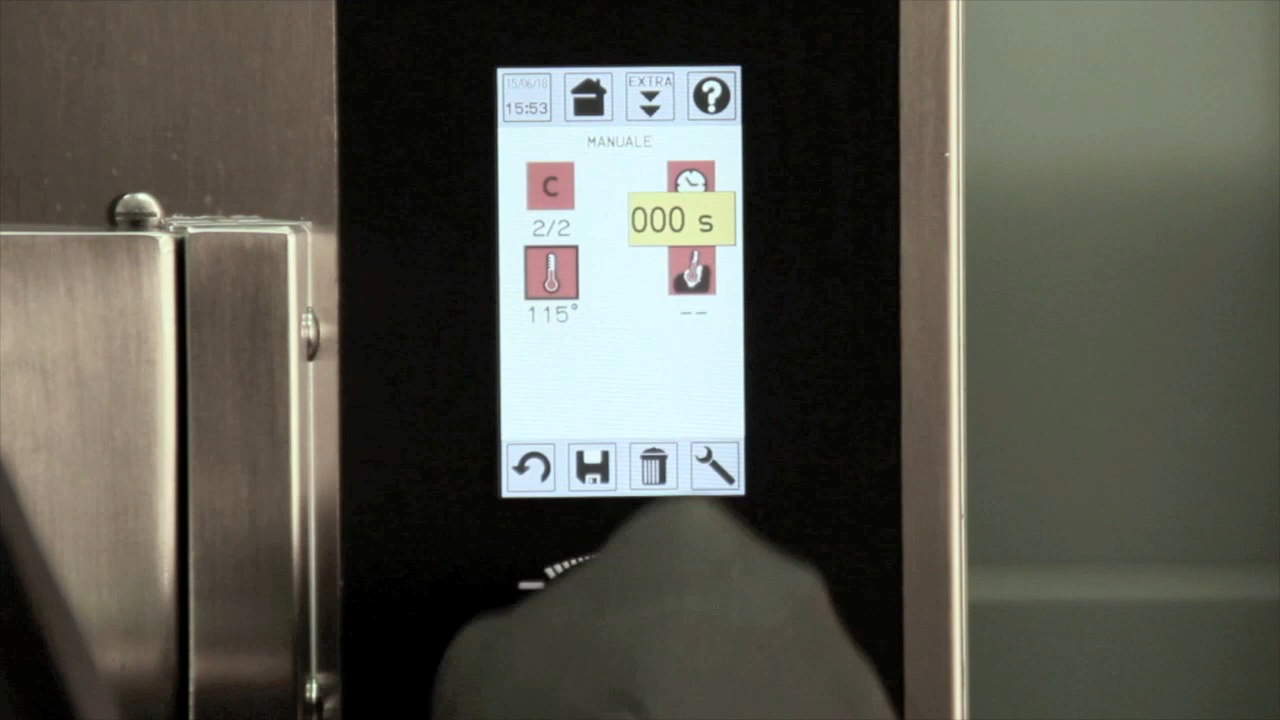 15/06/18
15:53
EXTRA
?
MANUALE
C
2/2
000 s
115°
--